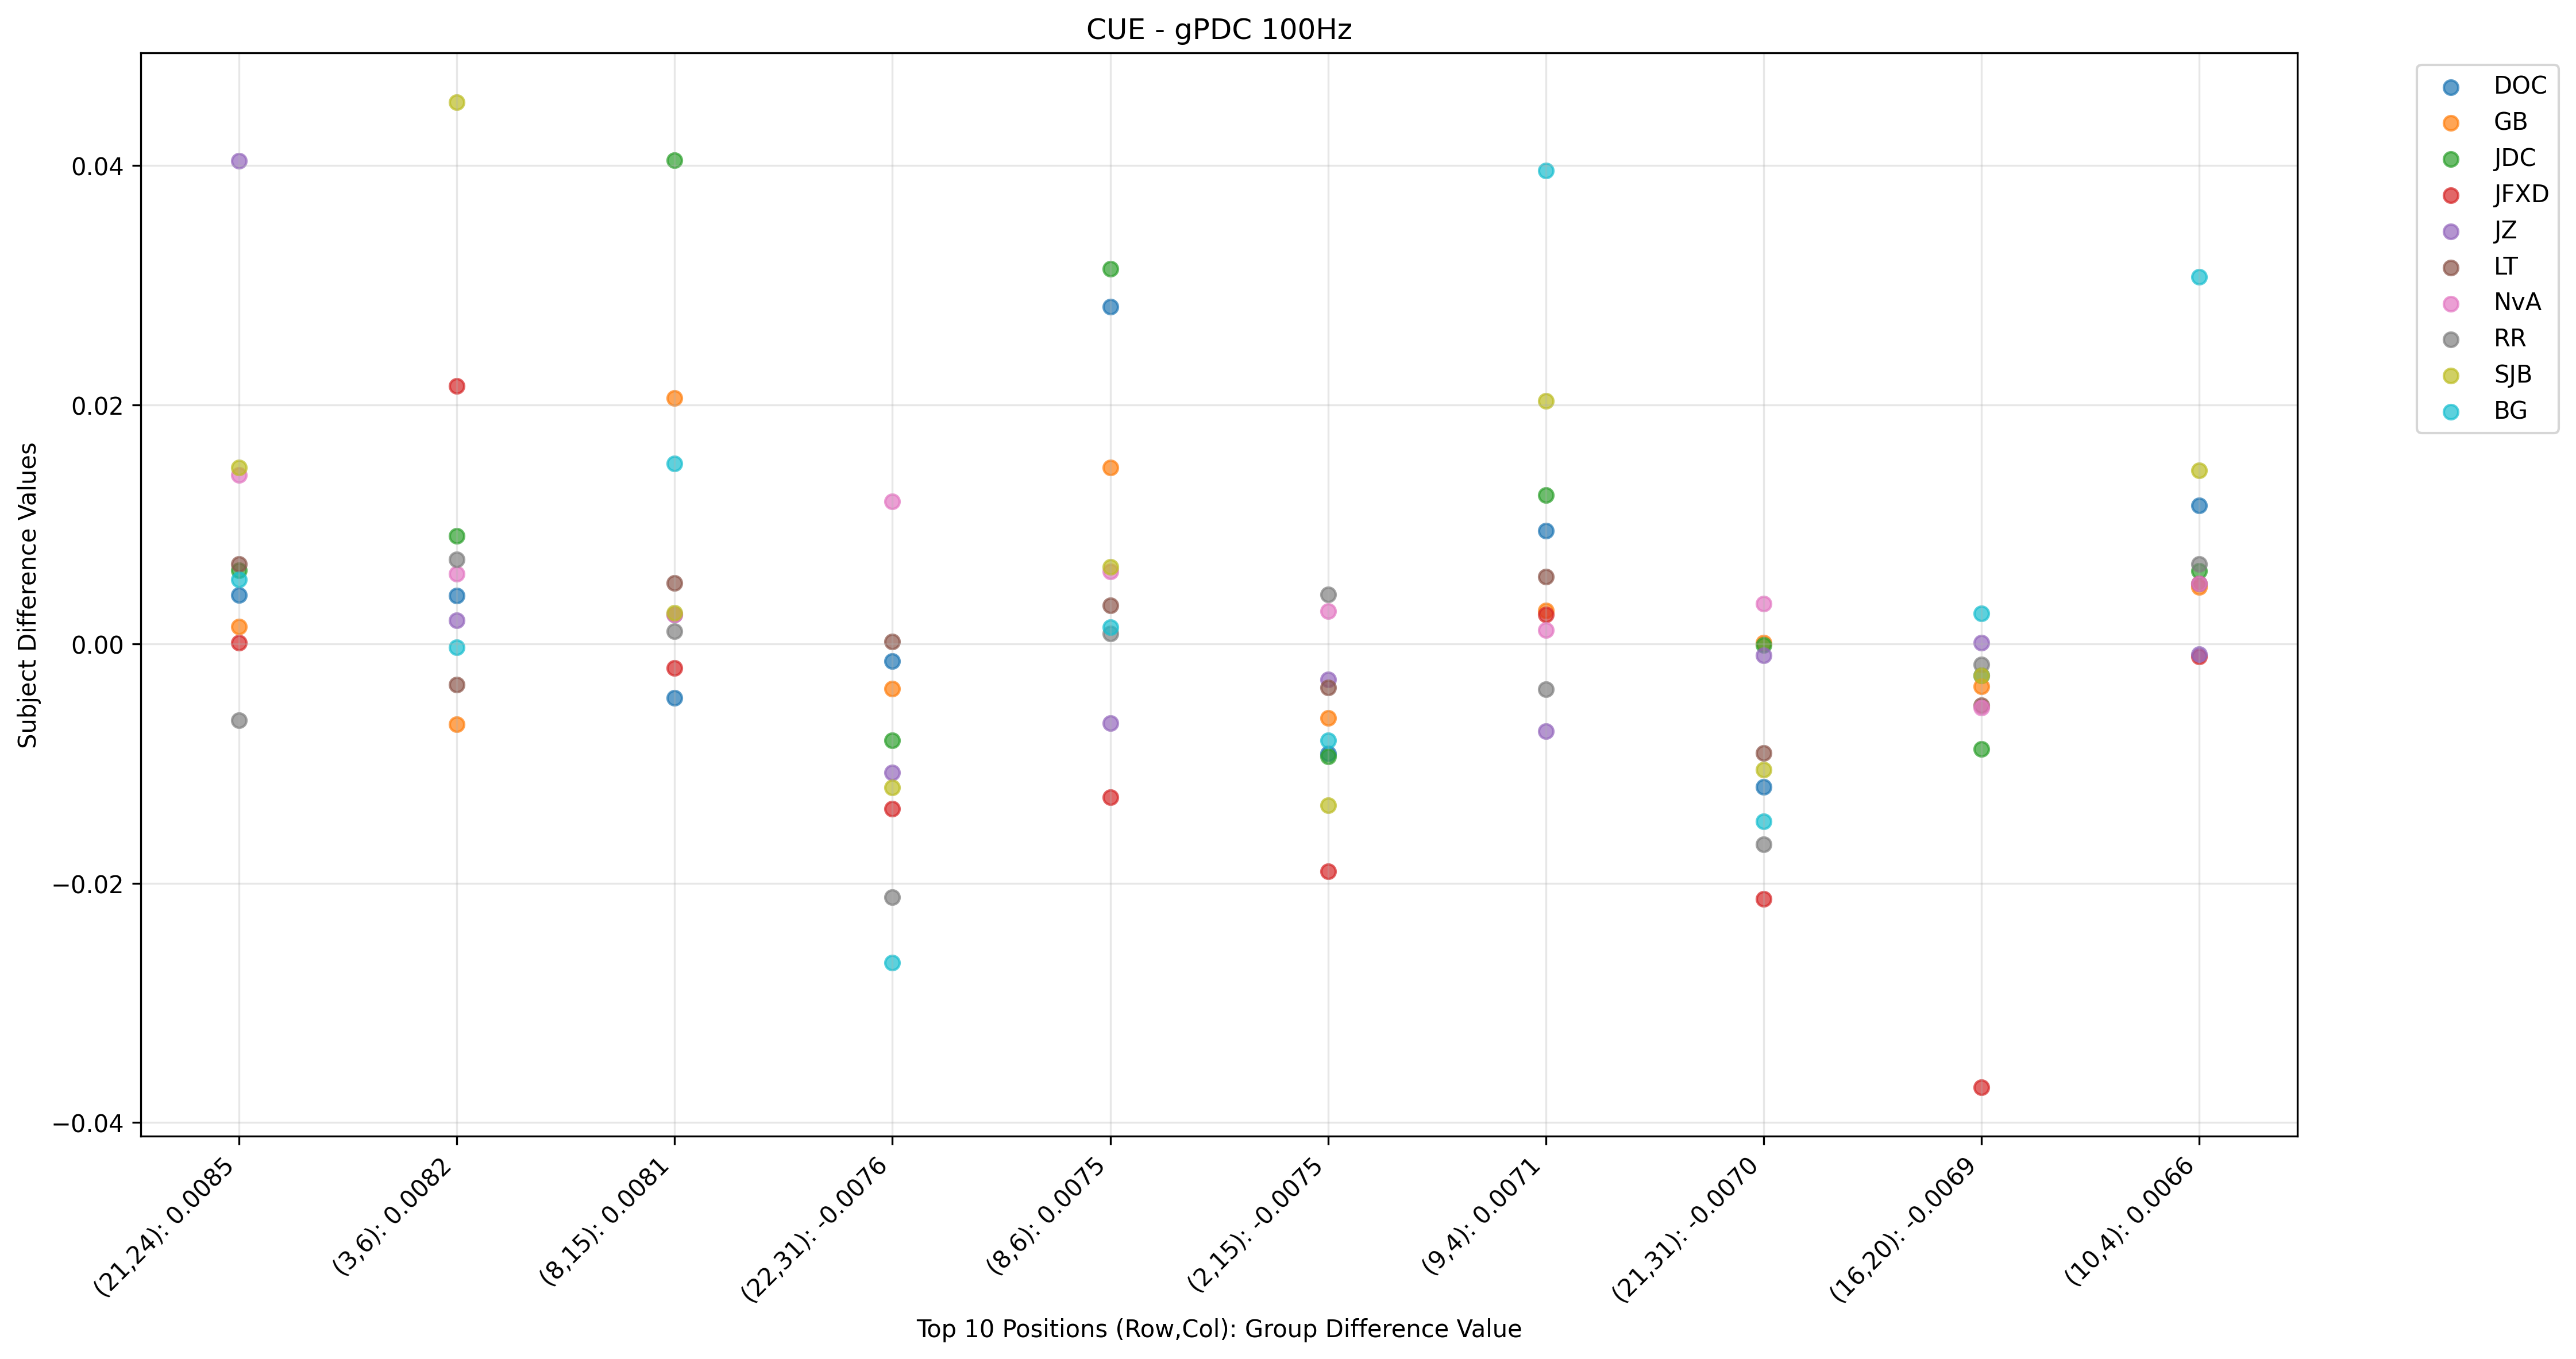 CUE - gPDC 100Hz
DOC
GB
JDC
JFXD
JZ
LT
NvA
RR
SJB
BG
Subject Difference Values
0.04
0.02
0.00
−0.02
−0.04
(21,24): 0.0085
(3,6): 0.0082
(8,15): 0.0081
(22,31): -0.0076
(8,6): 0.0075
(2,15): -0.0075
(9,4): 0.0071
(21,31): -0.0070
(16,20): -0.0069
(10,4): 0.0066
Top 10 Positions (Row,Col): Group Difference Value